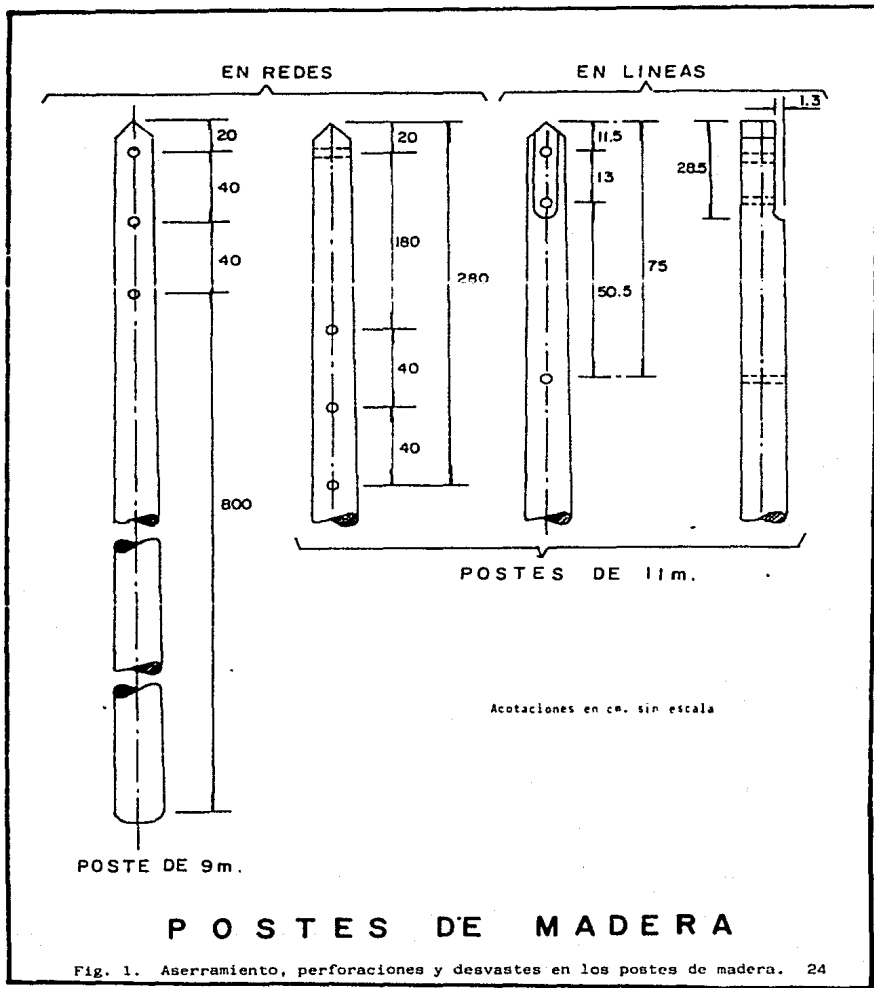 EN REDES
EN LINEAS
1.3
20
40
40
800
20
180
280
40
40
11.5
13
75
50.5
28.5
POSTES DE 11m.
Acotaciones en cm. sin escala
POSTE DE 9m.
POSTES DE MADERA
Fig. 1. Aserramiento, perforaciones y desvastes en los postes de madera. 24